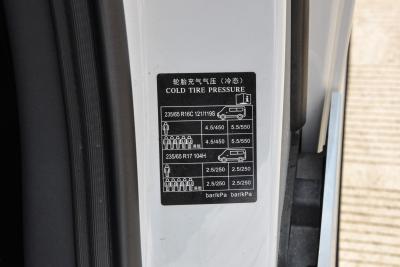 轮胎充气气压（冷态）
COLD TIRE PRESSURE
235/65 R16C 121/119S
4.5/450 5.5/550
4.5/450 5.5/550
235/65 R17 104H
2.5/250 2.5/250
2.5/250 2.5/250
bar/kPa bar/kPa